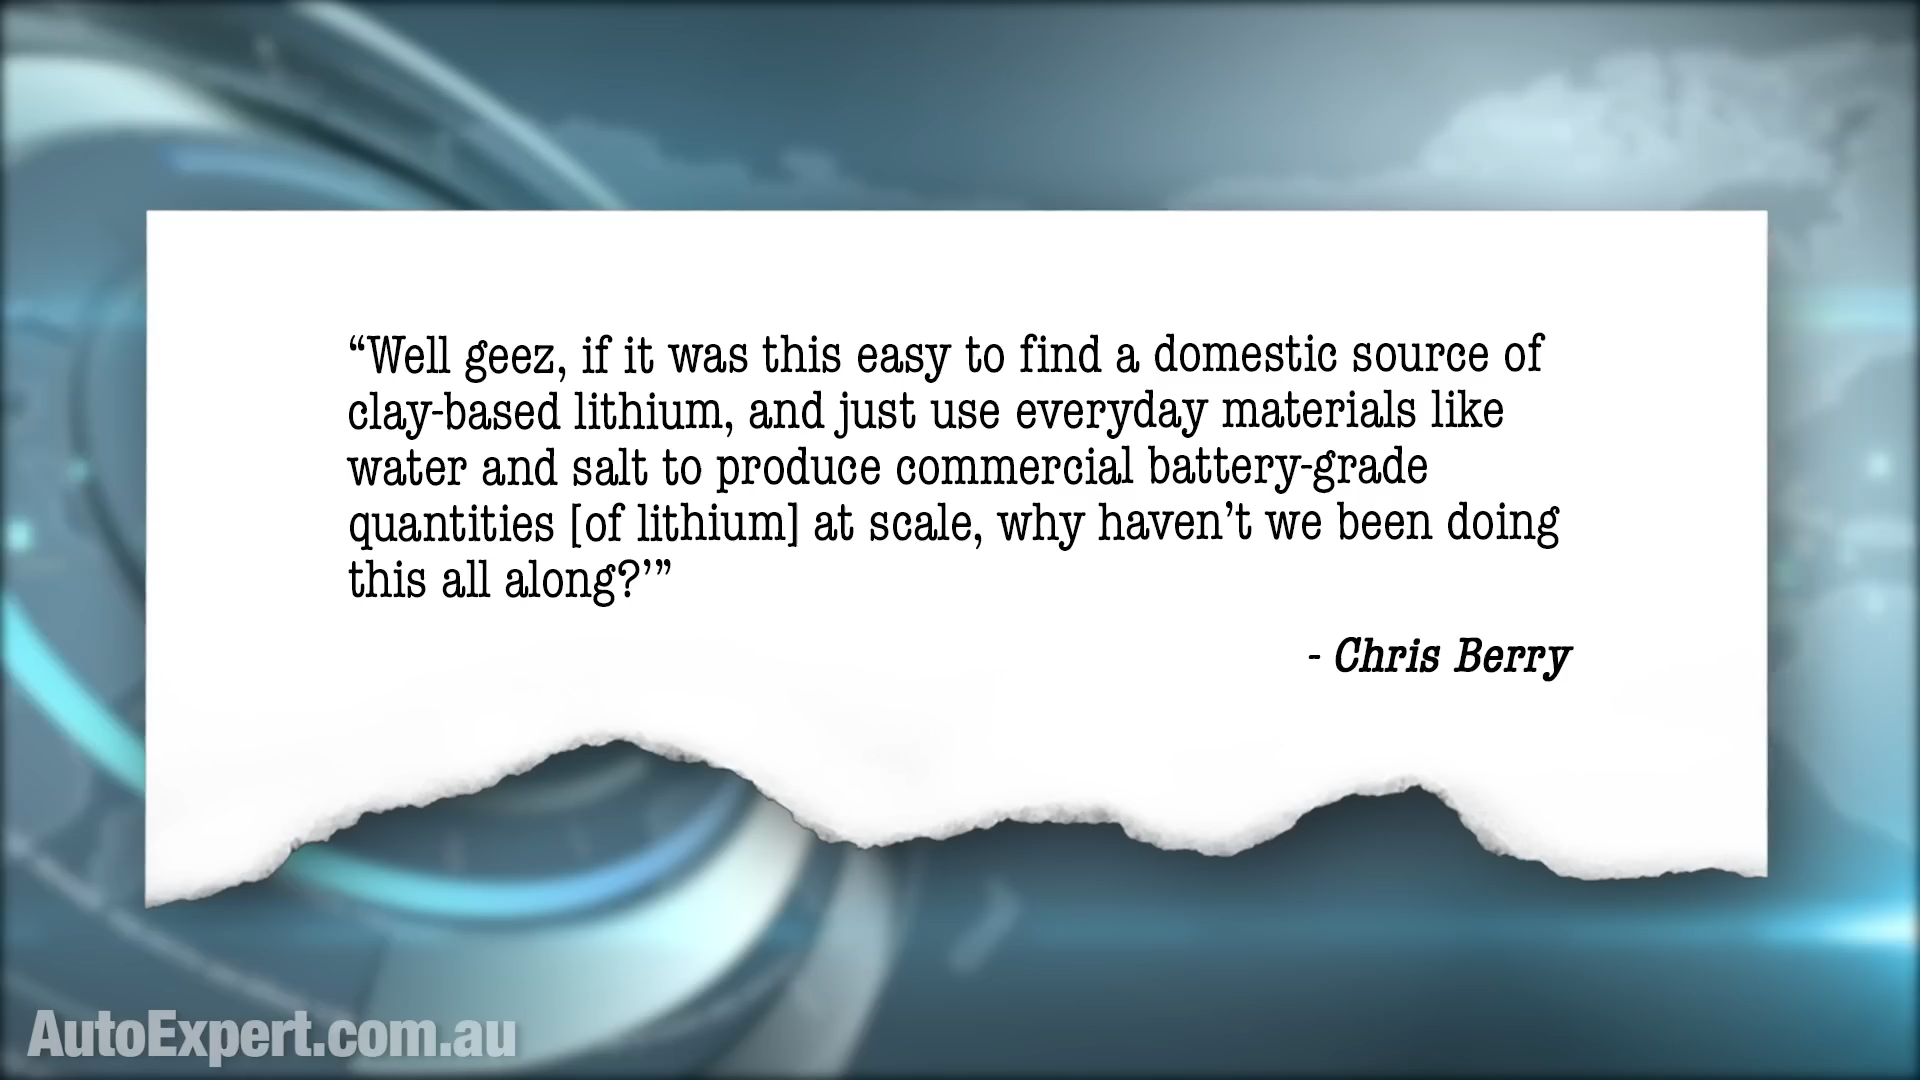 “Well geez, if it was this easy to find a domestic source of
clay-based lithium, and just use everyday materials like
water and salt to produce commercial battery-grade
quantities [of lithium] at scale, why haven’t we been doing
this all along?’”
- Chris Berry
AutoExpert.com.au